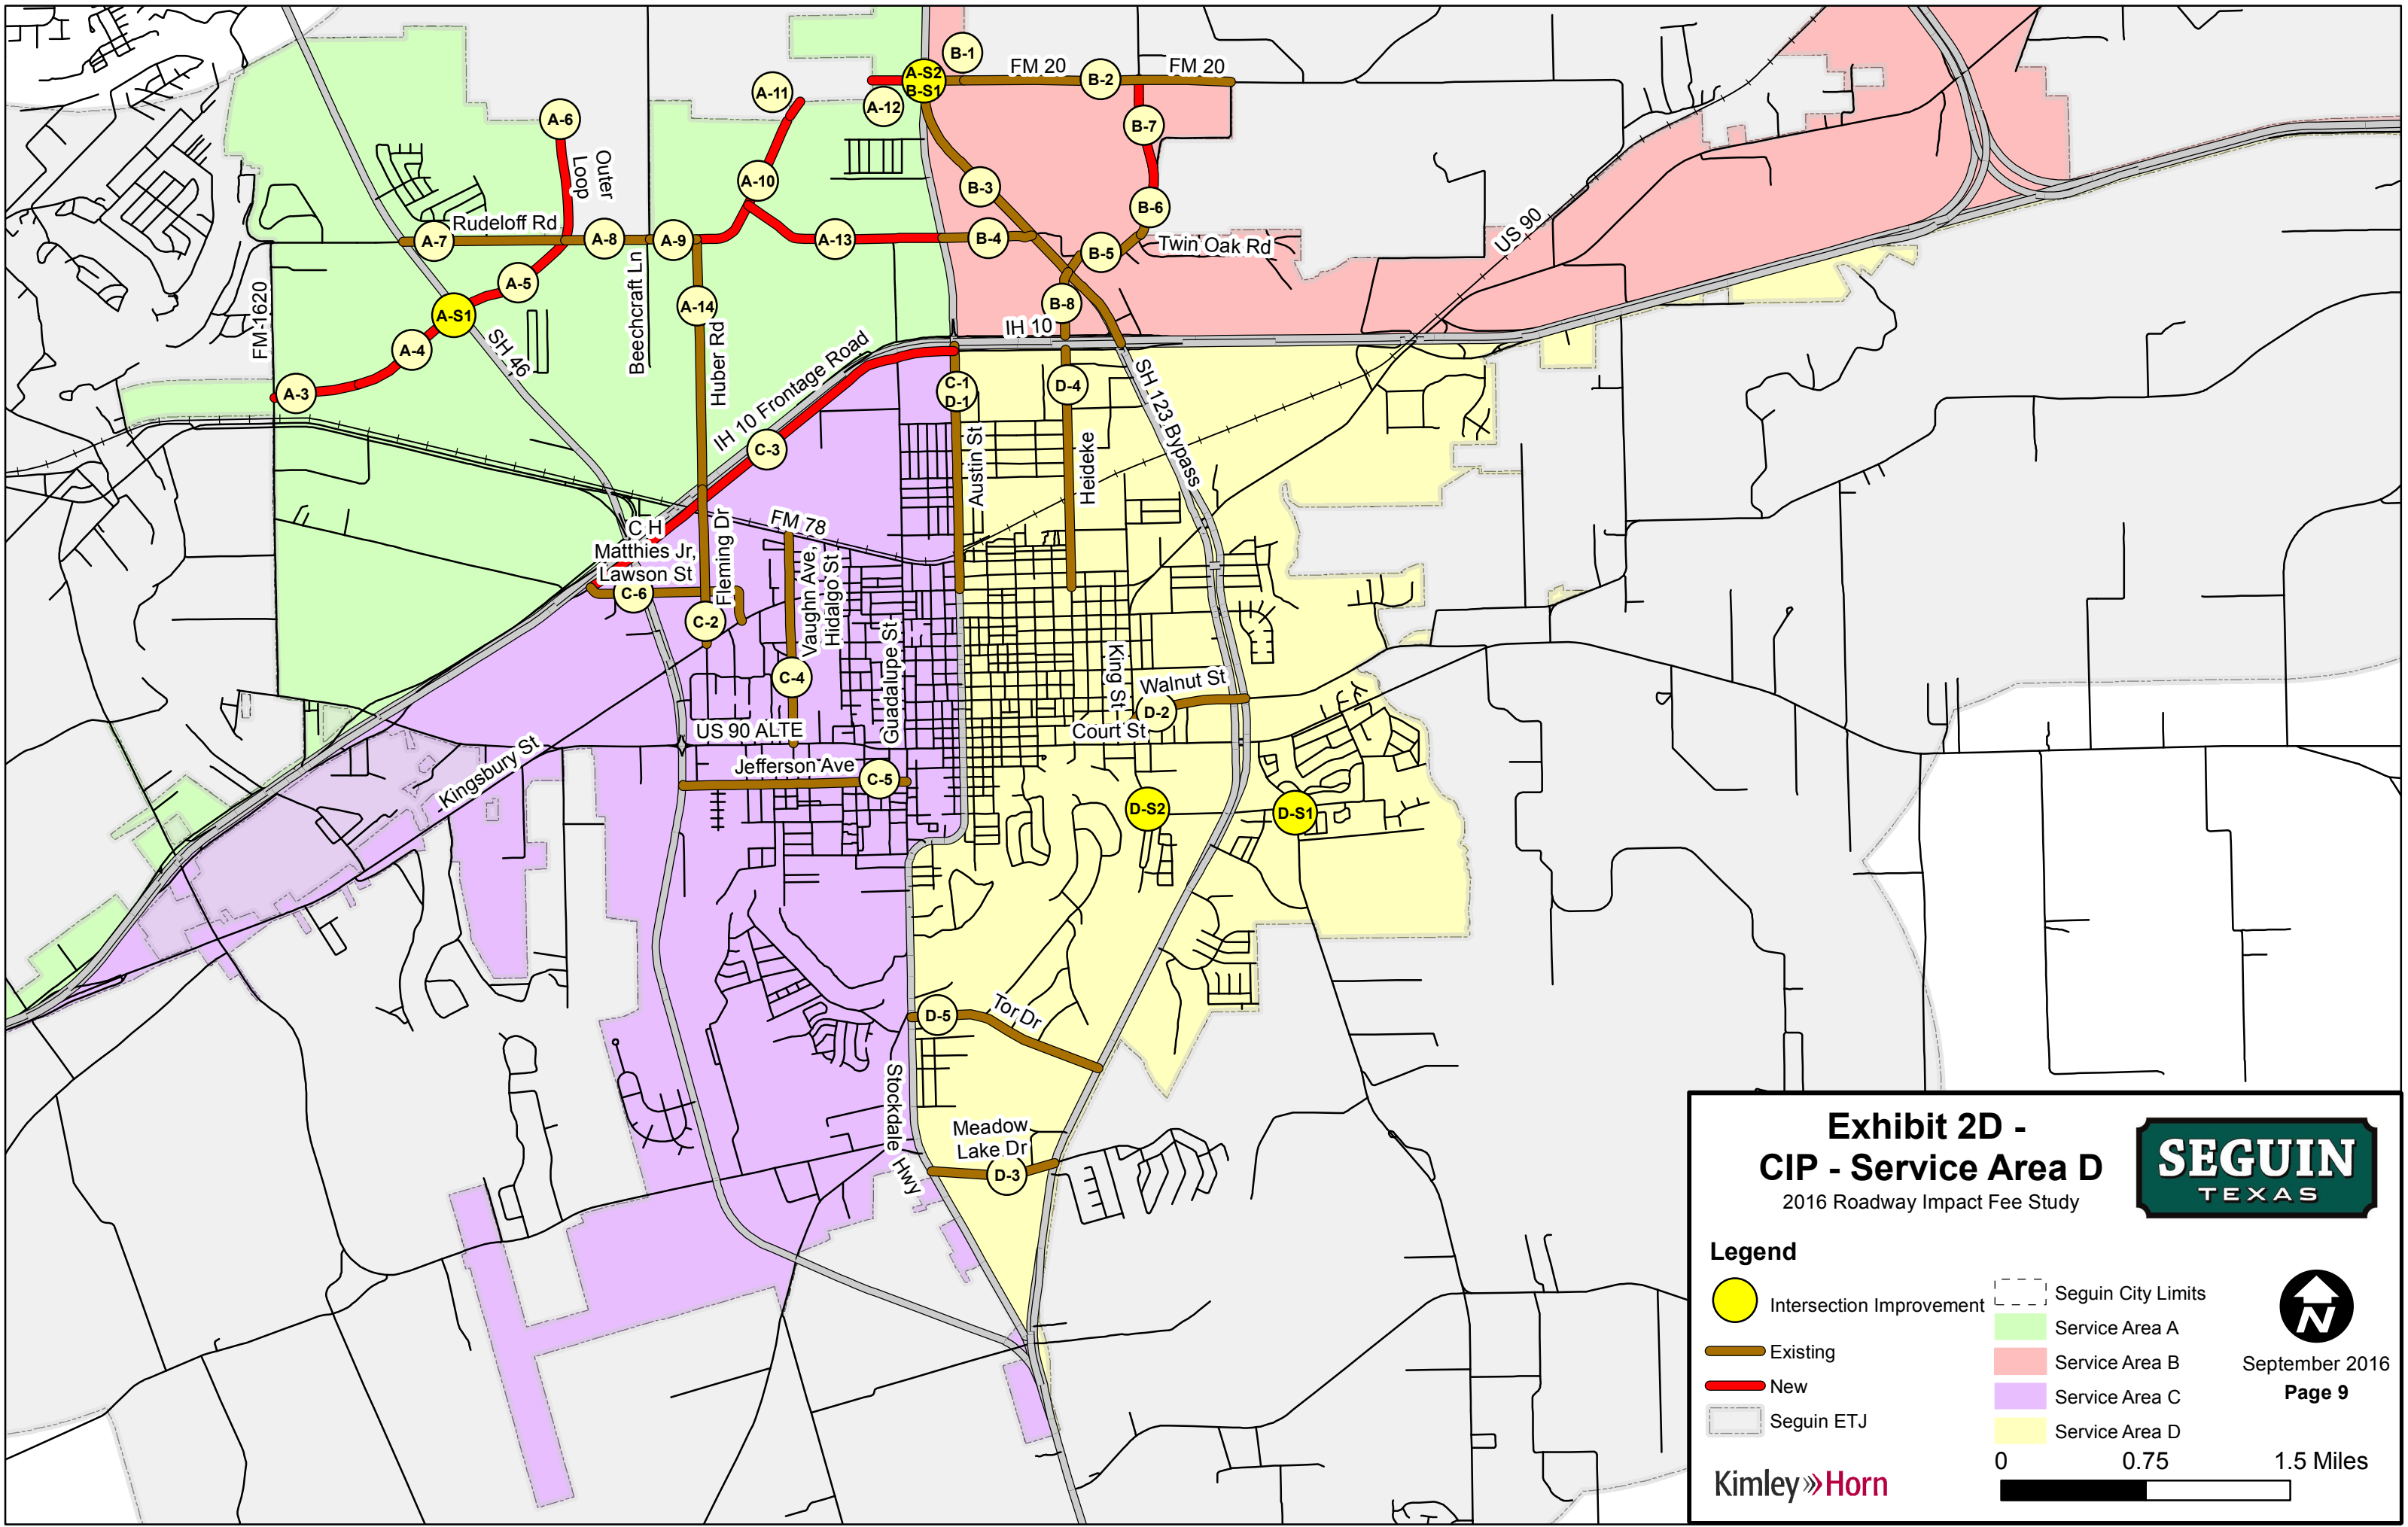 B-1
A-S2
B-S1
FM 20
B-2
FM 20
A-11
A-12
A-6
B-7
Outer
Loop
A-10
B-3
B-6
Rudeloff Rd
A-7
A-8
A-9
A-13
B-4
B-5
Twin Oak Rd
US 90
A-5
Beechcraft Ln
FM-1620
A-S1
A-14
B-8
IH 10
A-4
SH 46
Huber Rd
IH 10 Frontage Road
A-3
C-1
D-1
D-4
SH 123 Bypass
C-3
Austin St
Heideke
C H
Matthies Jr,
Lawson St
FM 78
Fleming Dr
Vaughn Ave,
Hidalgo St
C-6
C-2
Guadalupe St
C-4
King St
Walnut St
D-2
US 90 ALTE
Court St
Kingsbury St
Jefferson Ave
C-5
D-S2
D-S1
D-5
Tor Dr
Stockdale Hwy
Meadow
Lake Dr
D-3
Exhibit 2D -
CIP - Service Area D
2016 Roadway Impact Fee Study
SEGUIN
TEXAS
Legend
Intersection Improvement
Existing
New
Seguin ETJ
Seguin City Limits
Service Area A
Service Area B
Service Area C
Service Area D
N
September 2016
Page 9
0 0.75 1.5 Miles
Kimley»Horn